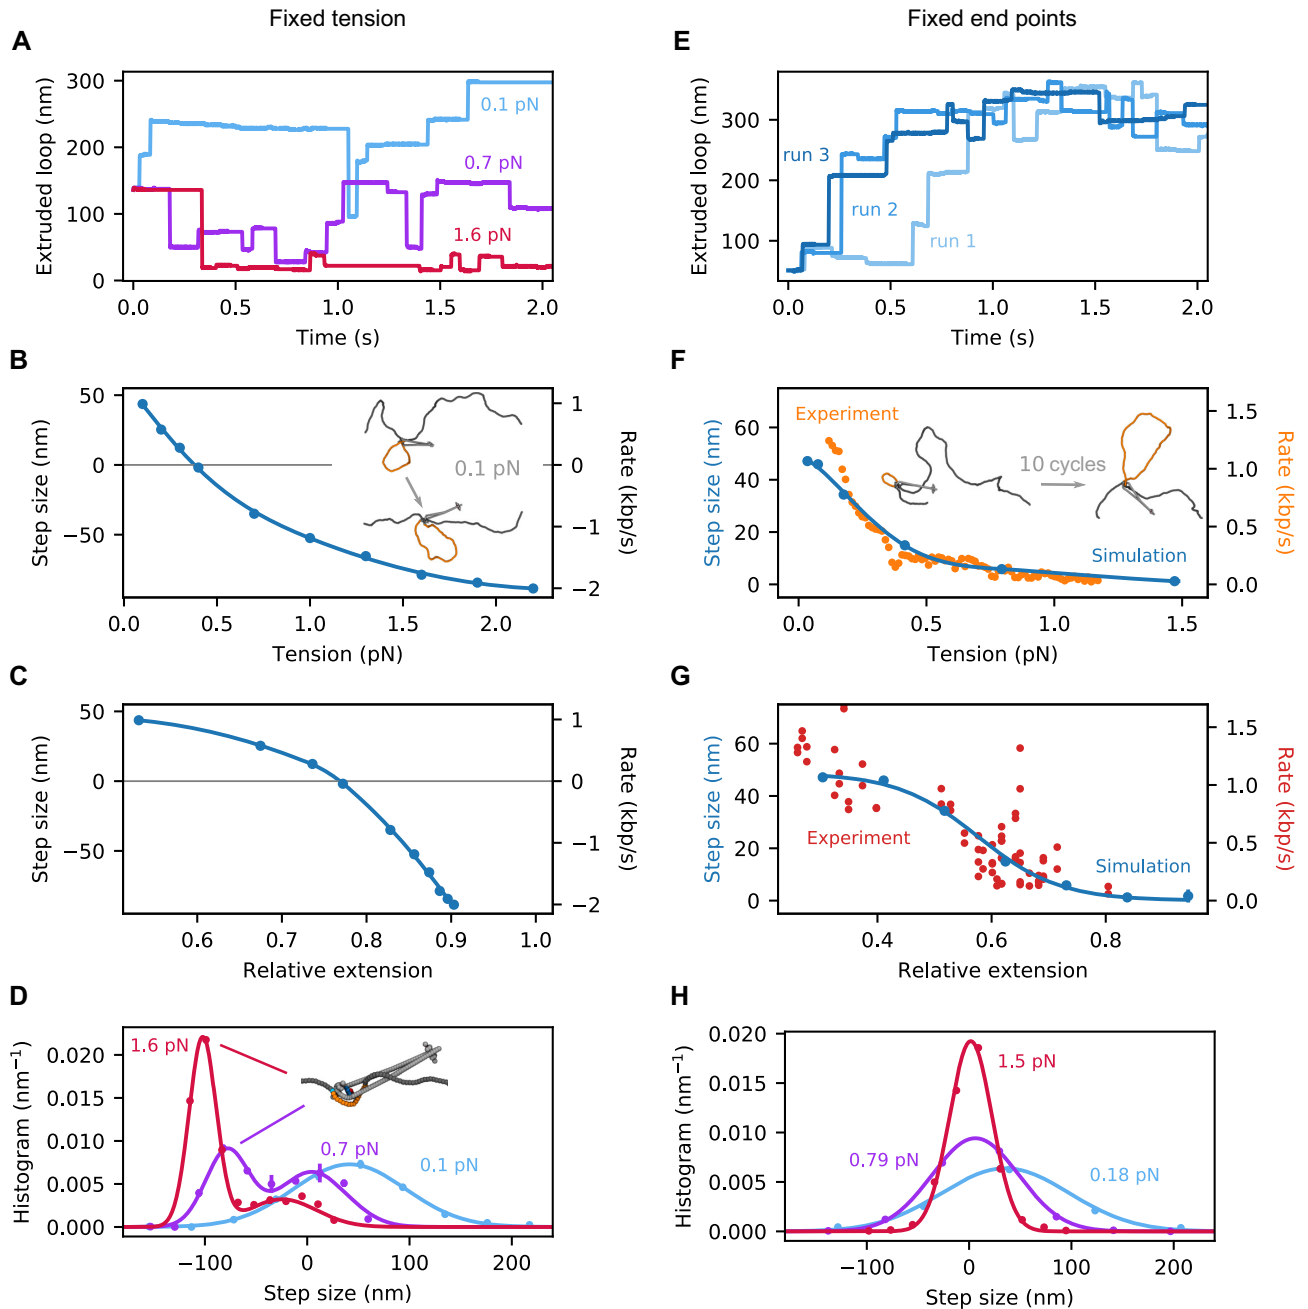 Fixed tension
Fixed end points
A
Extruded loop (nm)
300
200
100
0
0.1 pN
0.7 pN
1.6 pN
0.0 0.5 1.0 1.5 2.0
Time (s)
E
Extruded loop (nm)
300
200
100
run 3
run 2
run 1
0.0 0.5 1.0 1.5 2.0
Time (s)
B
Step size (nm)
50
0
−50
0.1 pN
1
0
−1
−2
Rate (kbp/s)
0.0 0.5 1.0 1.5 2.0
Tension (pN)
F
Step size (nm)
60
40
20
0
Experiment
10 cycles
Simulation
1.5
1.0
0.5
0.0
Rate (kbp/s)
0.0 0.5 1.0 1.5
Tension (pN)
C
Step size (nm)
50
0
−50
1
0
−1
−2
Rate (kbp/s)
0.6 0.7 0.8 0.9 1.0
Relative extension
G
Step size (nm)
60
40
20
0
Experiment
Simulation
1.5
1.0
0.5
0.0
Rate (kbp/s)
0.4 0.6 0.8
Relative extension
D
Histogram (nm⁻¹)
0.020
0.015
0.010
0.005
0.000
1.6 pN
0.7 pN
0.1 pN
−100 0 100 200
Step size (nm)
H
Histogram (nm⁻¹)
0.020
0.015
0.010
0.005
0.000
1.5 pN
0.79 pN
0.18 pN
−100 0 100 200
Step size (nm)